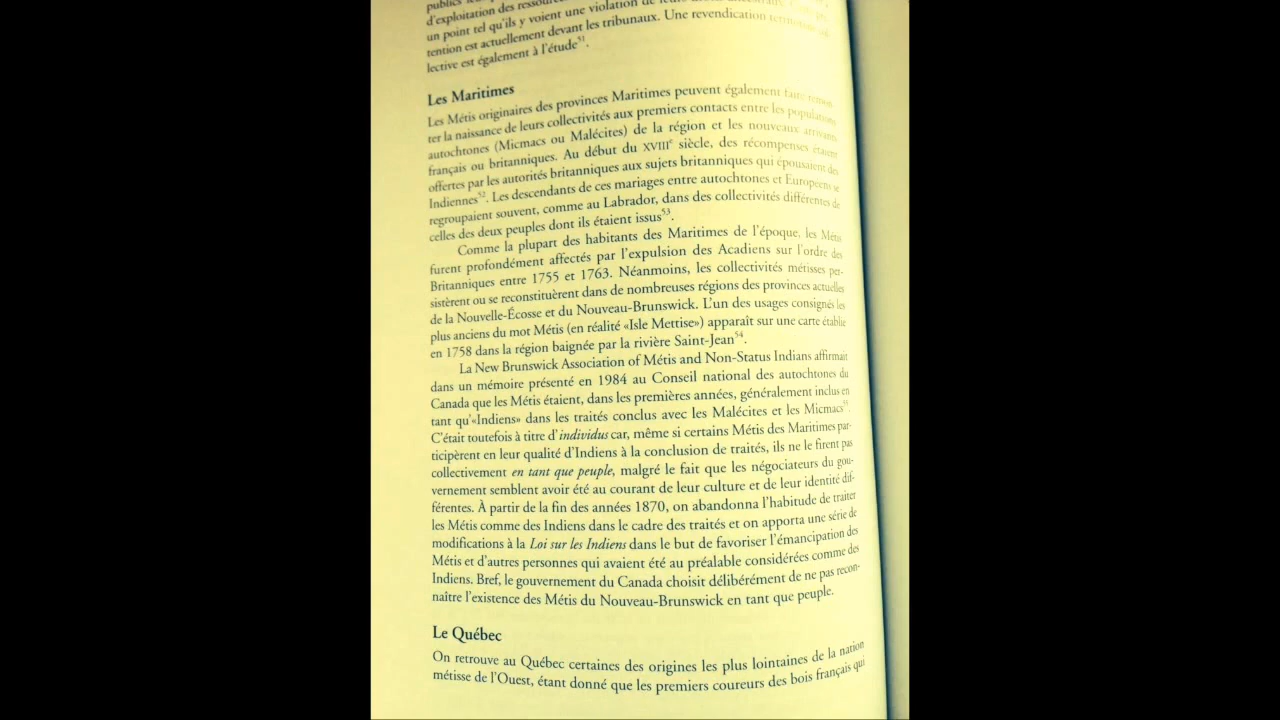 publics
d'exploitation des ressources
un point tel qu'ils y voient une violation de leurs droits
tention est actuellement devant les tribunaux. Une revendication
lective est également à l'étude⁵¹.
Les Maritimes
Les Métis originaires des provinces Maritimes peuvent également faire remon-
ter la naissance de leurs collectivités aux premiers contacts entre les populations
autochtones (Micmacs ou Malécites) de la région et les nouveaux arrivants
français ou britanniques. Au début du XVIIIᵉ siècle, des récompenses étaient
offertes par les autorités britanniques aux sujets britanniques qui épousaient des
Indiennes⁵². Les descendants de ces mariages entre autochtones et Européens se
regroupaient souvent, comme au Labrador, dans des collectivités différentes de
celles des deux peuples dont ils étaient issus⁵³.
Comme la plupart des habitants des Maritimes de l'époque, les Métis
furent profondément affectés par l'expulsion des Acadiens sur l'ordre des
Britanniques entre 1755 et 1763. Néanmoins, les collectivités métisses per-
sistèrent ou se reconstituèrent dans de nombreuses régions des provinces actuelles
de la Nouvelle-Écosse et du Nouveau-Brunswick. L'un des usages consignés les
plus anciens du mot Métis (en réalité «Isle Mettise») apparaît sur une carte établie
en 1758 dans la région baignée par la rivière Saint-Jean⁵⁴.
La New Brunswick Association of Métis and Non-Status Indians affirmait
dans un mémoire présenté en 1984 au Conseil national des autochtones du
Canada que les Métis étaient, dans les premières années, généralement inclus en
tant qu'«Indiens» dans les traités conclus avec les Malécites et les Micmacs⁵⁵.
C'était toutefois à titre d'individus car, même si certains Métis des Maritimes par-
ticipèrent en leur qualité d'Indiens à la conclusion de traités, ils ne le firent pas
collectivement en tant que peuple, malgré le fait que les négociateurs du gou-
vernement semblent avoir été au courant de leur culture et de leur identité dif-
férentes. À partir de la fin des années 1870, on abandonna l'habitude de traiter
les Métis comme des Indiens dans le cadre des traités et on apporta une série de
modifications à la Loi sur les Indiens dans le but de favoriser l'émancipation des
Métis et d'autres personnes qui avaient été au préalable considérées comme des
Indiens. Bref, le gouvernement du Canada choisit délibérément de ne pas recon-
naître l'existence des Métis du Nouveau-Brunswick en tant que peuple.
Le Québec
On retrouve au Québec certaines des origines les plus lointaines de la nation
métisse de l'Ouest, étant donné que les premiers coureurs des bois français qui